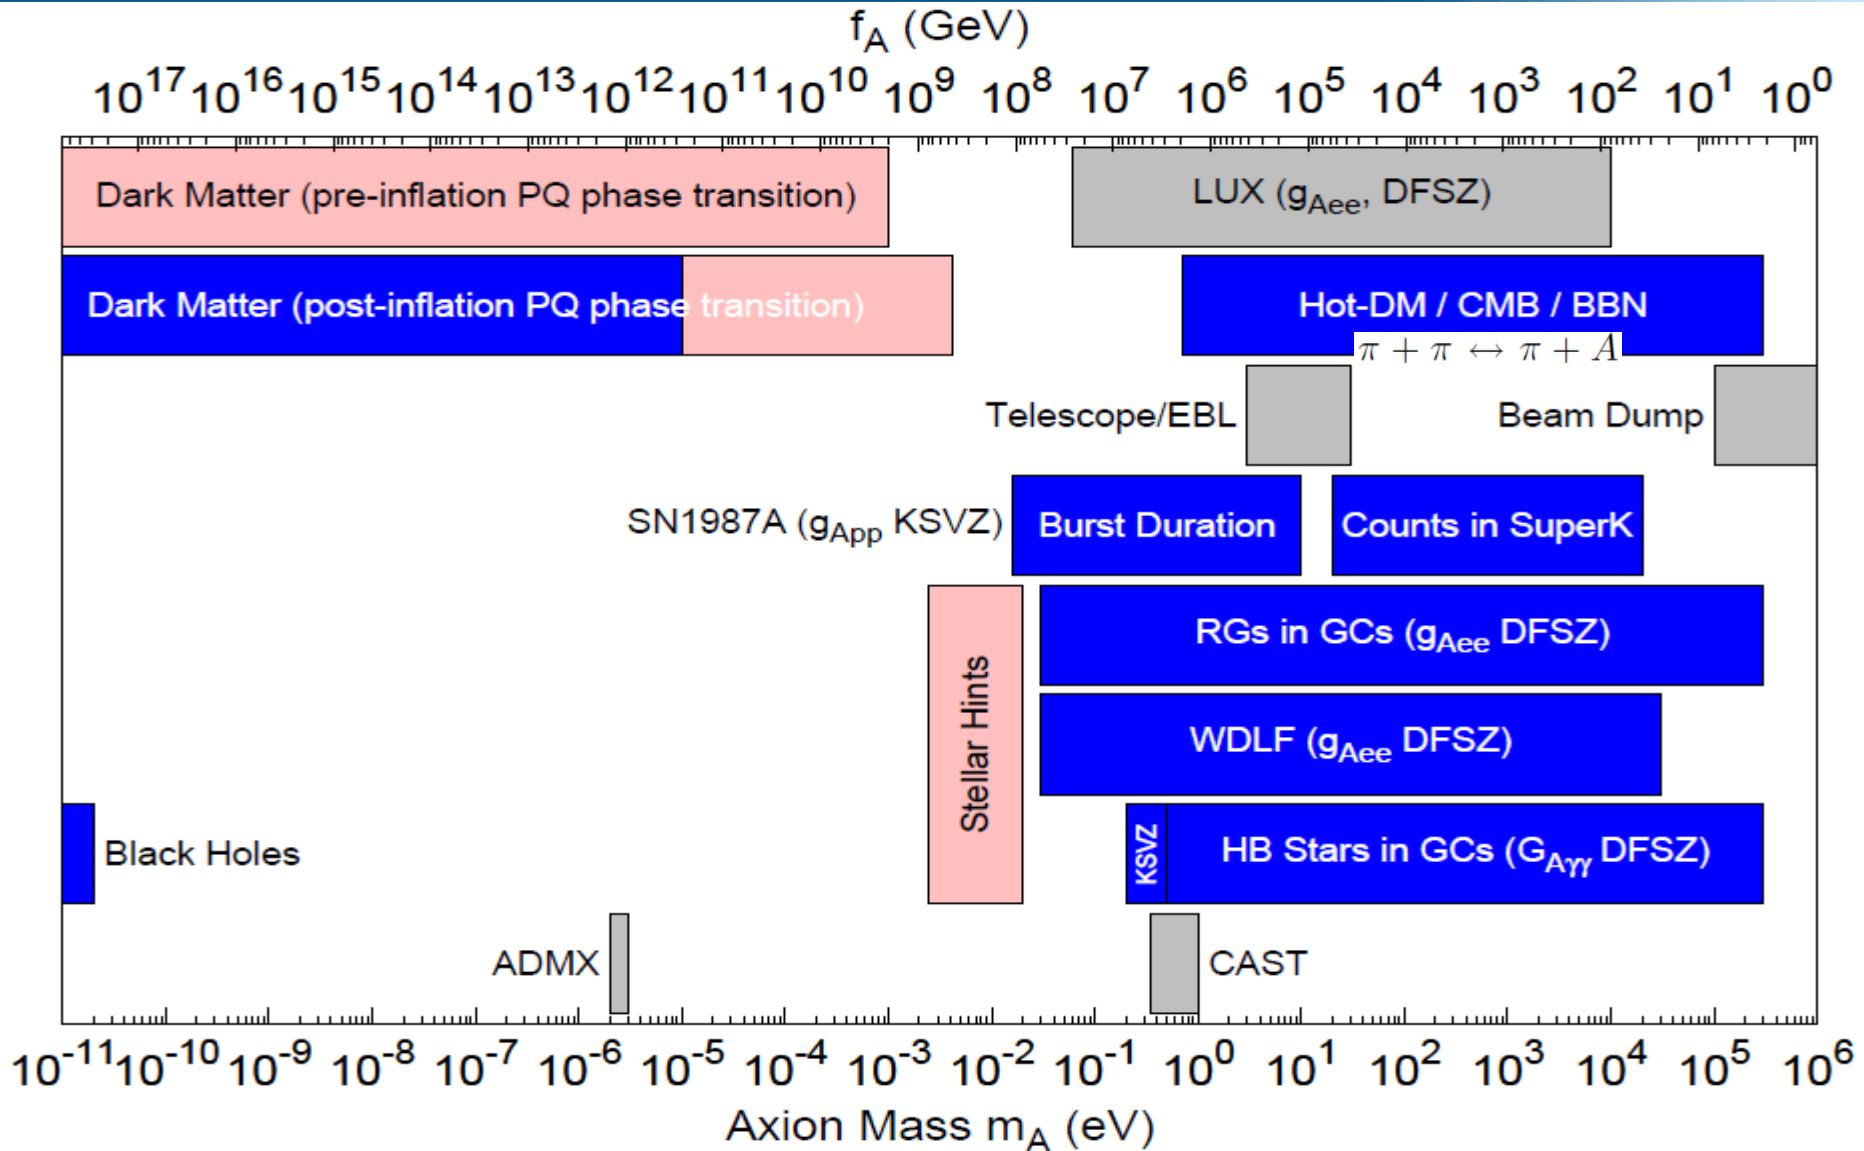 f_A (GeV)
10^17 10^16 10^15 10^14 10^13 10^12 10^11 10^10 10^9 10^8 10^7 10^6 10^5 10^4 10^3 10^2 10^1 10^0
Dark Matter (pre-inflation PQ phase transition)
LUX (g_Aee, DFSZ)
Dark Matter (post-inflation PQ phase transition)
Hot-DM / CMB / BBN
π + π ↔ π + A
Telescope/EBL
Beam Dump
SN1987A (g_App KSVZ)
Burst Duration
Counts in SuperK
RGs in GCs (g_Aee DFSZ)
Stellar Hints
WDLF (g_Aee DFSZ)
Black Holes
KSVZ
HB Stars in GCs (G_Aγγ DFSZ)
ADMX
CAST
10^-11 10^-10 10^-9 10^-8 10^-7 10^-6 10^-5 10^-4 10^-3 10^-2 10^-1 10^0 10^1 10^2 10^3 10^4 10^5 10^6
Axion Mass m_A (eV)